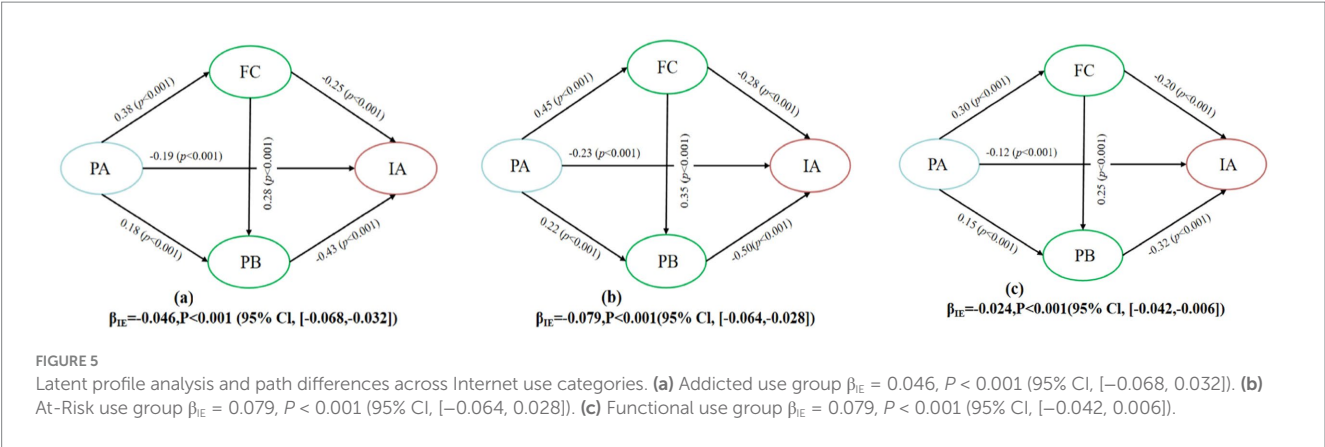 FC
0.38 (p<0.001)
-0.25 (p<0.001)
PA
-0.19 (p<0.001)
0.28 (p<0.001)
IA
0.18 (p<0.001)
-0.43 (p<0.001)
PB
(a)
β_IE=-0.046,P<0.001 (95% CI, [-0.068,-0.032])
FC
0.45 (p<0.001)
-0.28 (p<0.001)
PA
-0.23 (p<0.001)
0.35 (p<0.001)
IA
0.22 (p<0.001)
-0.50(p<0.001)
PB
(b)
β_IE=-0.079,P<0.001(95% CI, [-0.064,-0.028])
FC
0.30 (p<0.001)
-0.20 (p<0.001)
PA
-0.12 (p<0.001)
0.25 (p<0.001)
IA
0.15 (p<0.001)
-0.32 (p<0.001)
PB
(c)
β_IE=-0.024,P<0.001(95% CI, [-0.042,-0.006])
FIGURE 5
Latent profile analysis and path differences across Internet use categories. (a) Addicted use group β_IE = 0.046, P < 0.001 (95% CI, [−0.068, 0.032]). (b)
At-Risk use group β_IE = 0.079, P < 0.001 (95% CI, [−0.064, 0.028]). (c) Functional use group β_IE = 0.079, P < 0.001 (95% CI, [−0.042, 0.006]).